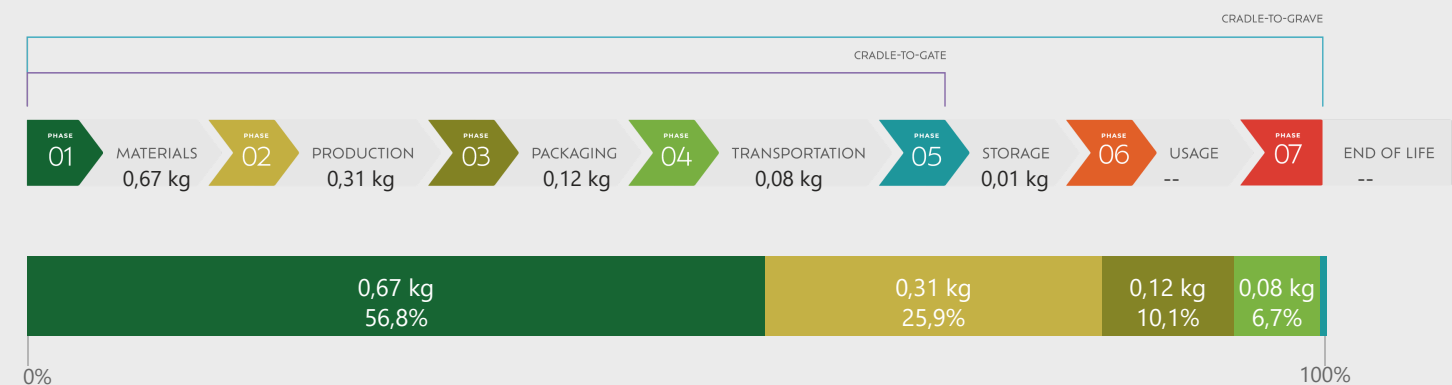 CRADLE-TO-GRAVE
CRADLE-TO-GATE
PHASE
01
MATERIALS
0,67 kg
PHASE
02
PRODUCTION
0,31 kg
PHASE
03
PACKAGING
0,12 kg
PHASE
04
TRANSPORTATION
0,08 kg
PHASE
05
STORAGE
0,01 kg
PHASE
06
USAGE
--
PHASE
07
END OF LIFE
--
0,67 kg
56,8%
0,31 kg
25,9%
0,12 kg
10,1%
0,08 kg
6,7%
0%
100%